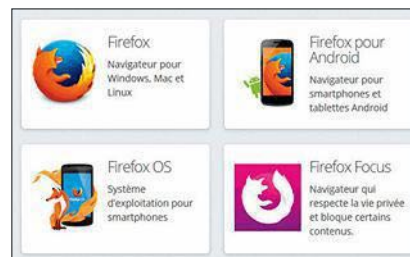 Firefox
Navigateur pour
Windows, Mac et
Linux
Firefox pour
Android
Navigateur pour
smartphones et
tablettes Android
Firefox OS
Système
d'exploitation pour
smartphones
Firefox Focus
Navigateur qui
respecte la vie privée
et bloque certains
contenus.